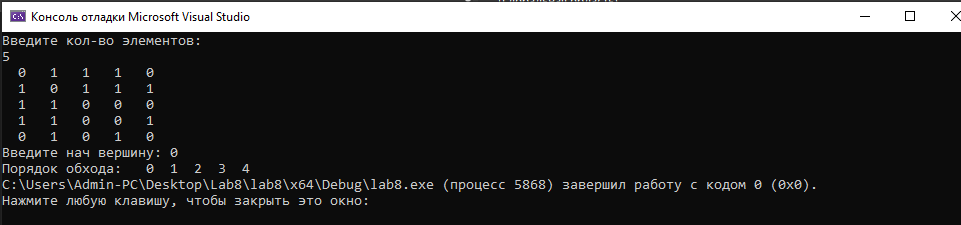 Консоль отладки Microsoft Visual Studio
Введите кол-во элементов:
5
0 1 1 1 0
1 0 1 1 1
1 1 0 0 0
1 1 0 0 1
0 1 0 1 0
Введите нач вершину: 0
Порядок обхода: 0 1 2 3 4
C:\Users\Admin-PC\Desktop\Lab8\lab8\x64\Debug\lab8.exe (процесс 5868) завершил работу с кодом 0 (0x0).
Нажмите любую клавишу, чтобы закрыть это окно: